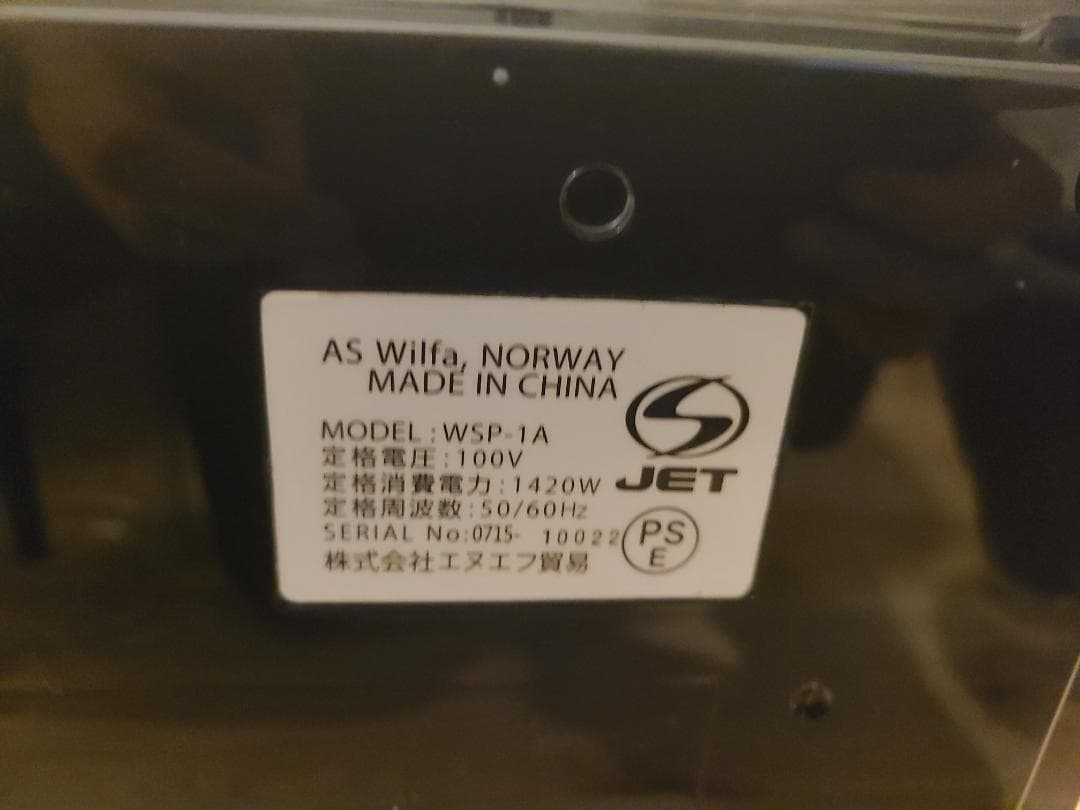 AS Wilfa, NORWAY
MADE IN CHINA
MODEL : WSP-1A
定格電圧 : 100V
定格消費電力 : 1420W
定格周波数 : 50/60Hz
SERIAL No:0715- 10022
株式会社エヌエフ貿易
JET
PS
E